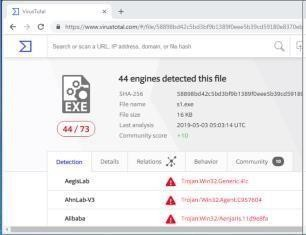 VirusTotal
https://www.virustotal.com/#/file/58898bd42c5bd3bf9b1389f0eee5b39cd59180e8370eb
Search or scan a URL, IP address, domain, or file hash
44 engines detected this file
SHA-256 58898bd42c5bd3bf9b1389f0eee5b39cd59180
File name s1.exe
File size 16 KB
Last analysis 2019-05-03 05:03:14 UTC
Community score +10
EXE
44 / 73
Detection Details Relations Behavior Community 10
AegisLab Trojan.Win32.Generic.4!c
AhnLab-V3 Trojan/Win32.Agent.C957604
Alibaba Trojan:Win32/Aenjaris.11d9c8fa